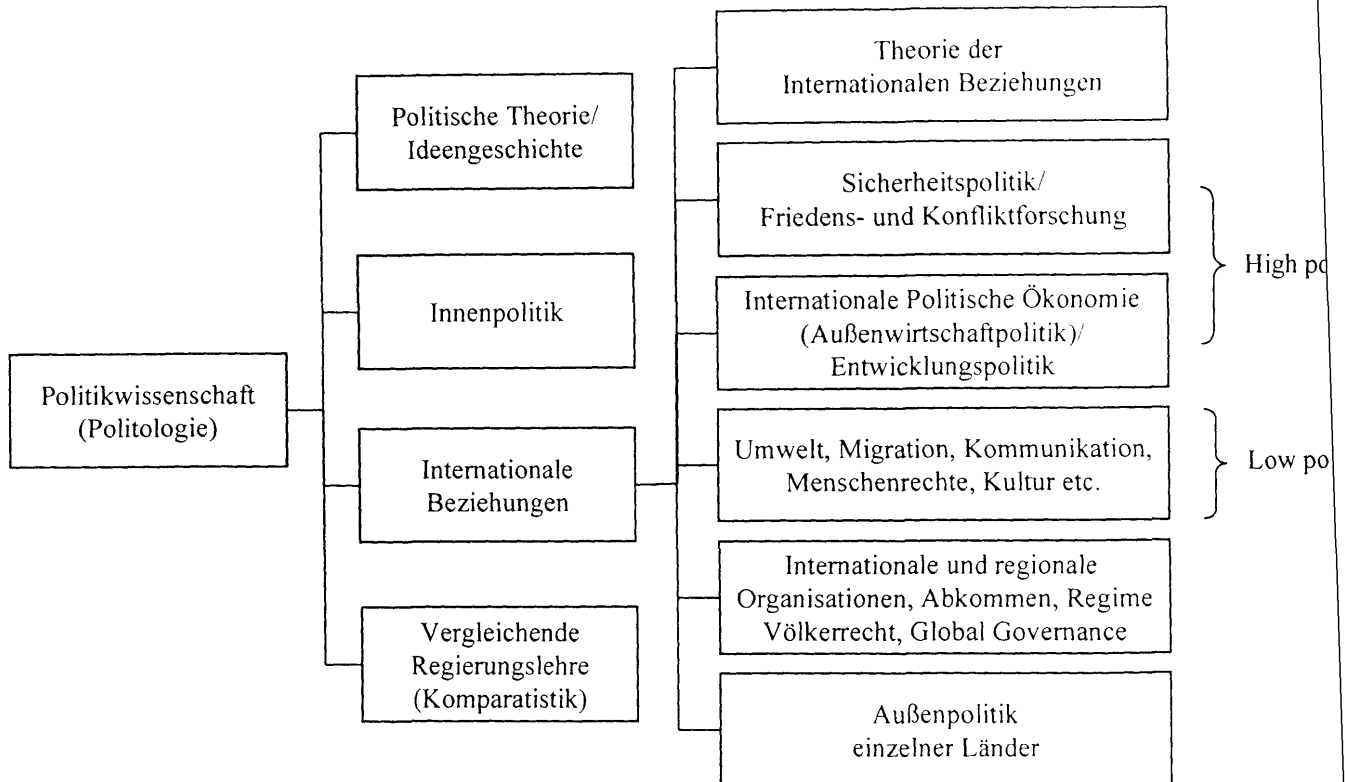 Politikwissenschaft
(Politologie)
Politische Theorie/
Ideengeschichte
Innenpolitik
Internationale
Beziehungen
Vergleichende
Regierungslehre
(Komparatistik)
Theorie der
Internationalen Beziehungen
Sicherheitspolitik/
Friedens- und Konfliktforschung
Internationale Politische Ökonomie
(Außenwirtschaftpolitik)/
Entwicklungspolitik
Umwelt, Migration, Kommunikation,
Menschenrechte, Kultur etc.
Internationale und regionale
Organisationen, Abkommen, Regime
Völkerrecht, Global Governance
Außenpolitik
einzelner Länder
High
Low